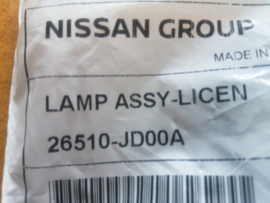 NISSAN GROUP
MADE IN
LAMP ASSY-LICEN
26510-JD00A